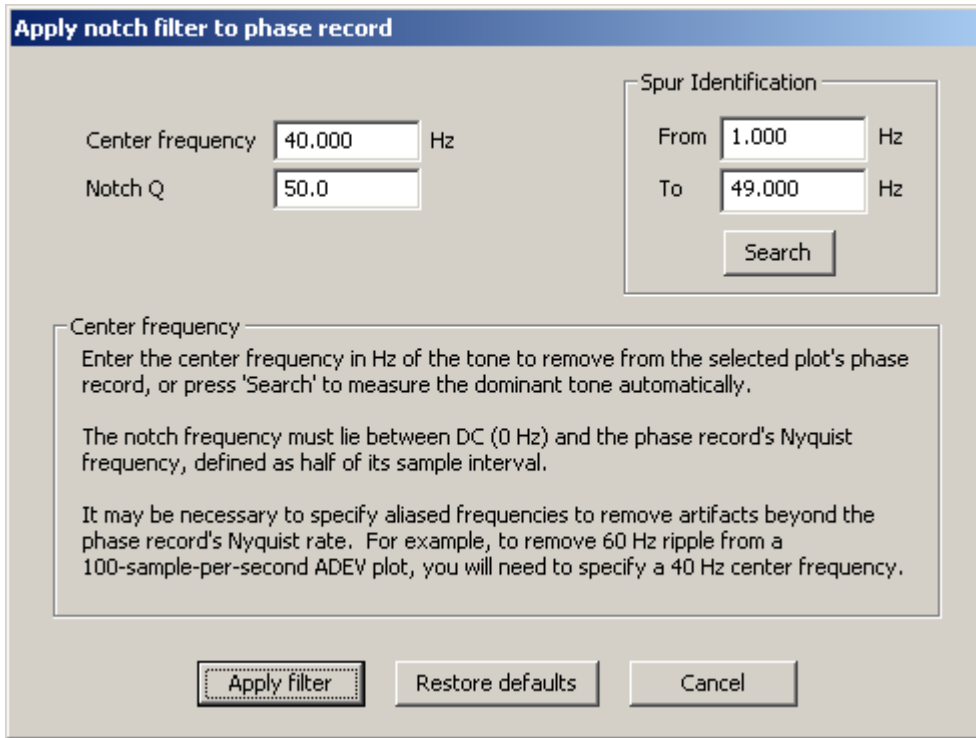 Apply notch filter to phase record
Center frequency 40.000 Hz
Notch Q 50.0
Spur Identification
From 1.000 Hz
To 49.000 Hz
Search
Center frequency
Enter the center frequency in Hz of the tone to remove from the selected plot's phase
record, or press 'Search' to measure the dominant tone automatically.
The notch frequency must lie between DC (0 Hz) and the phase record's Nyquist
frequency, defined as half of its sample interval.
It may be necessary to specify aliased frequencies to remove artifacts beyond the
phase record's Nyquist rate.  For example, to remove 60 Hz ripple from a
100-sample-per-second ADEV plot, you will need to specify a 40 Hz center frequency.
Apply filter Restore defaults Cancel